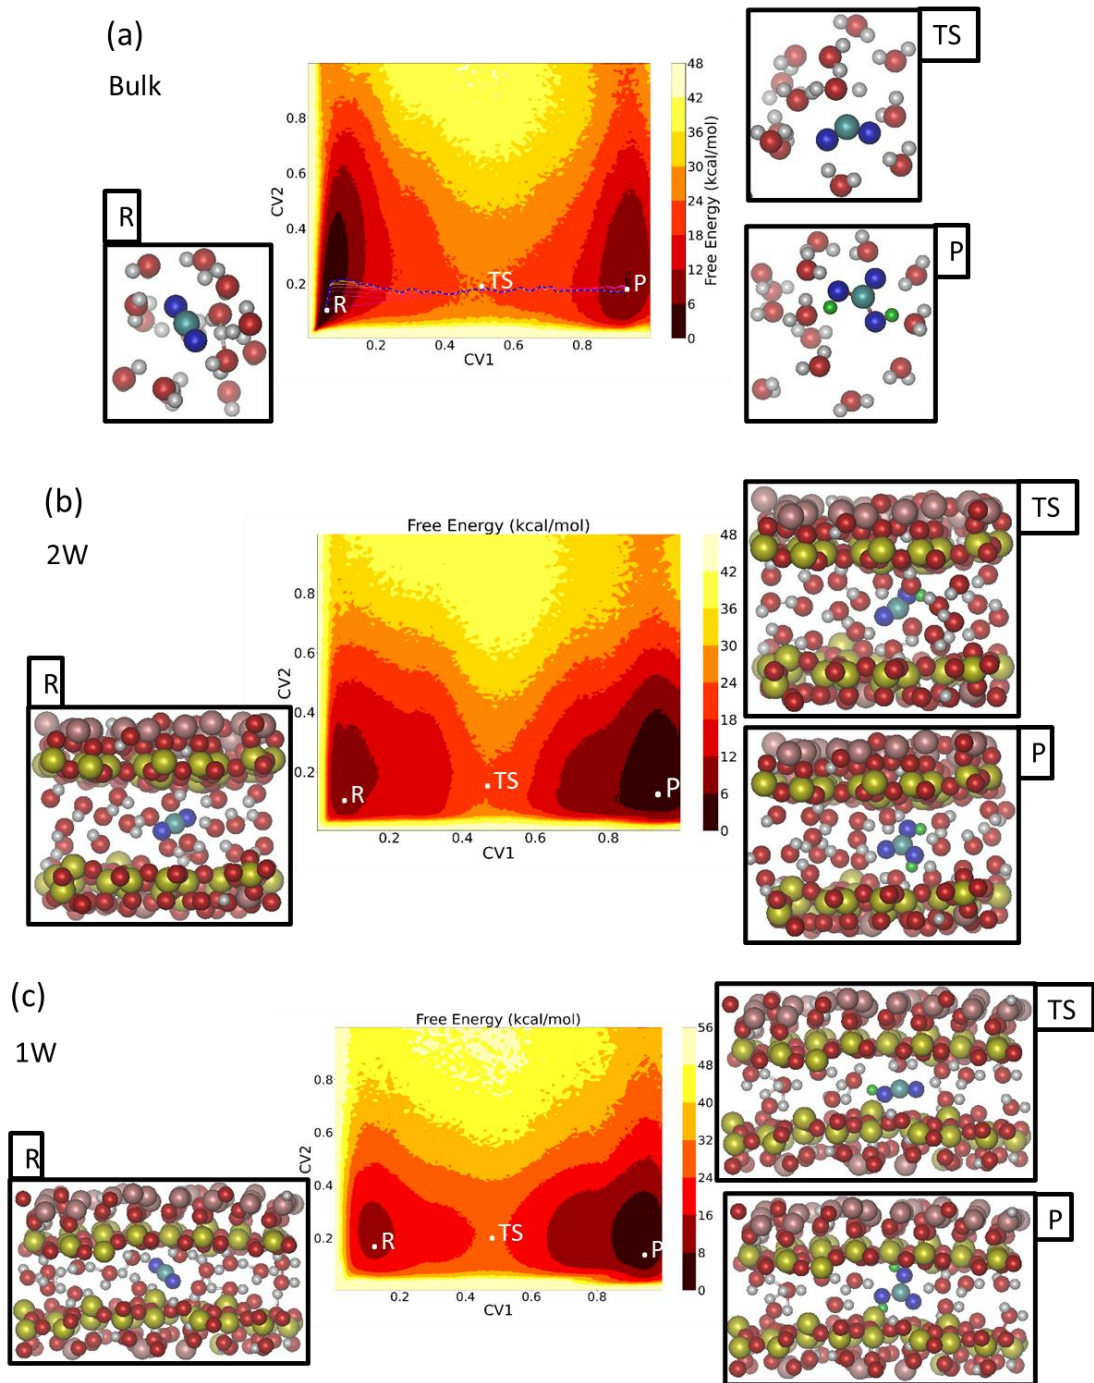 (a)
Bulk
R
TS
P
0.8
0.6
0.4
0.2
CV2
R
TS
P
0.2
0.4
0.6
0.8
CV1
48
42
36
30
24
18
12
6
0
Free Energy (kcal/mol)
(b)
2W
R
TS
P
Free Energy (kcal/mol)
0.8
0.6
0.4
0.2
CV2
R
TS
P
0.2
0.4
0.6
0.8
CV1
48
42
36
30
24
18
12
6
0
(c)
1W
R
TS
P
Free Energy (kcal/mol)
0.8
0.6
0.4
0.2
CV2
R
TS
P
0.2
0.4
0.6
0.8
CV1
56
48
40
32
24
16
8
0